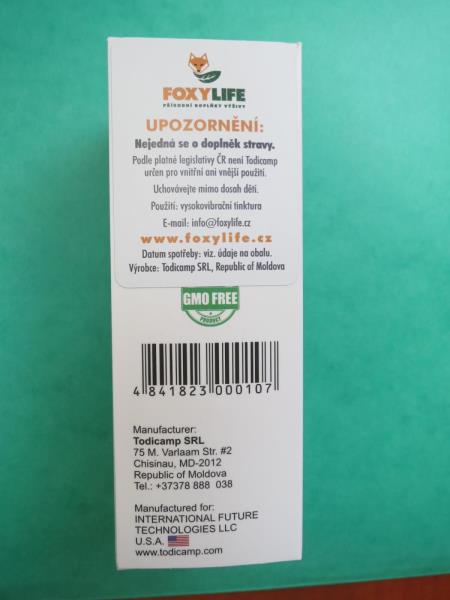 FOXYLIFE
PŘÍRODNÍ DOPLŇKY VÝŽIVY
UPOZORNĚNÍ:
Nejedná se o doplněk stravy.
Podle platné legislativy ČR není Todicamp
určen pro vnitřní ani vnější použití.
Uchovávejte mimo dosah dětí.
Použití: vysokovibrační tinktura
E-mail: info@foxylife.cz
www.foxylife.cz
Datum spotřeby: viz. údaje na obalu.
Výrobce: Todicamp SRL, Republic of Moldova
GMO FREE
PRODUCT
4 841823 000107
Manufacturer:
Todicamp SRL
75 M. Varlaam Str. #2
Chisinau, MD-2012
Republic of Moldova
Tel.: +37378 888 038
Manufactured for:
INTERNATIONAL FUTURE
TECHNOLOGIES LLC
U.S.A.
www.todicamp.com